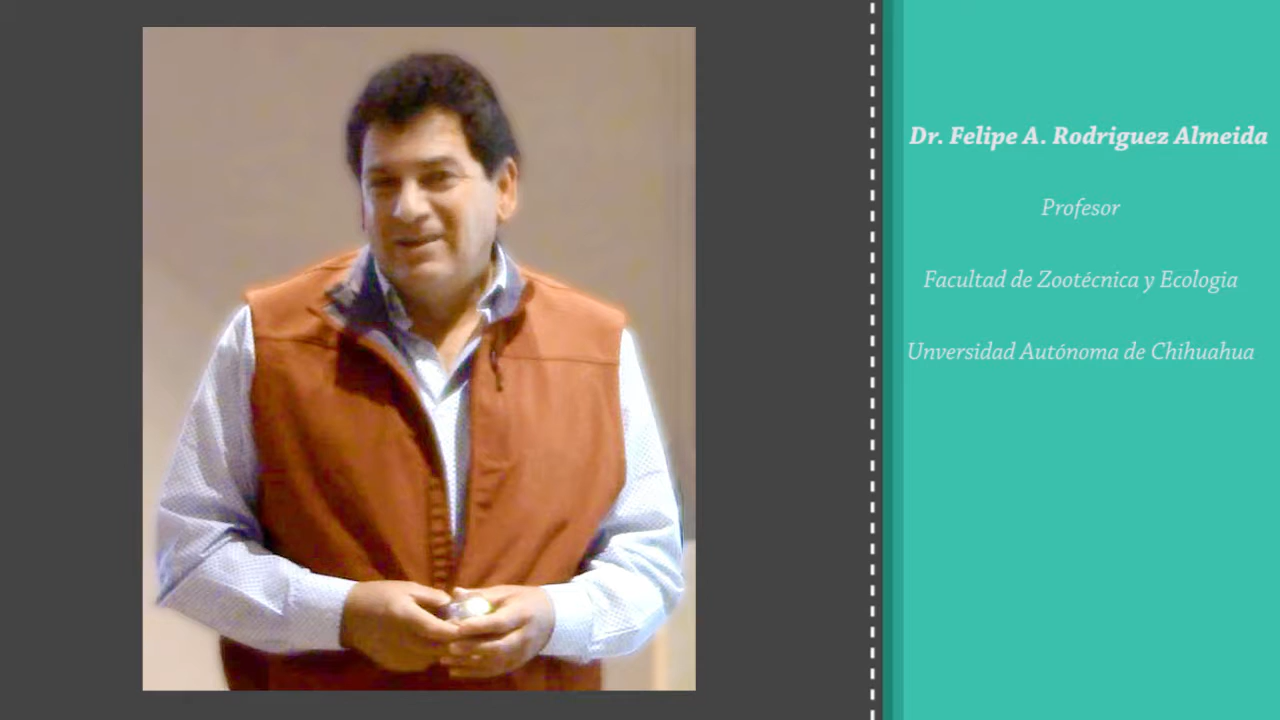 Dr. Felipe A. Rodriguez Almeida
Profesor
Facultad de Zootécnica y Ecologia
Unversidad Autónoma de Chihuahua